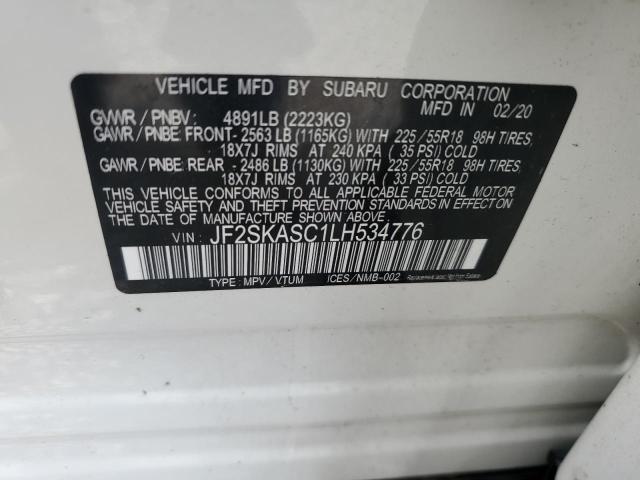 VEHICLE MFD BY SUBARU CORPORATION
MFD IN 02/20
GVWR / PNBV : 4891LB (2223KG)
GAWR / PNBE: FRONT- 2563 LB (1165KG) WITH 225/55R18 98H TIRES,
18X7J RIMS AT 240 KPA ( 35 PSI) COLD
GAWR / PNBE: REAR - 2486 LB (1130KG) WITH 225/55R18 98H TIRES,
18X7J RIMS AT 230 KPA ( 33 PSI) COLD
THIS VEHICLE CONFORMS TO ALL APPLICABLE FEDERAL MOTOR
VEHICLE SAFETY AND THEFT PREVENTION STANDARDS IN EFFECT
ON THE DATE OF MANUFACTURE SHOWN ABOVE.
VIN: JF2SKASC1LH534776
TYPE: MPV/VTUM ICES/NMB-002